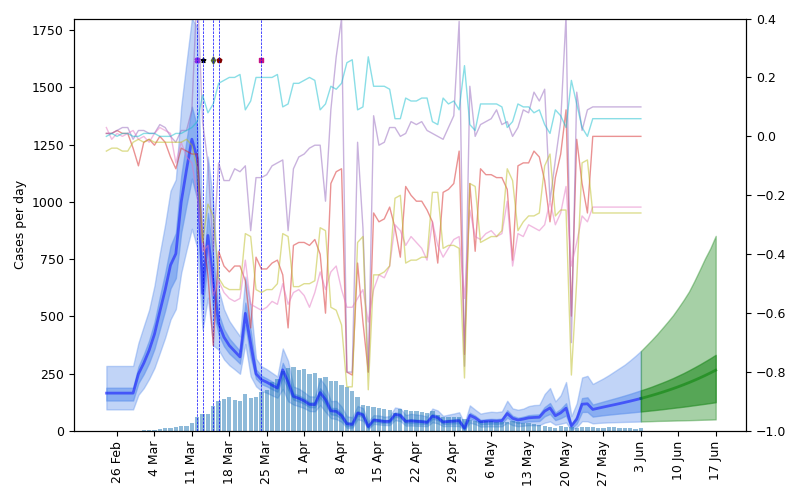 1750
1500
1250
1000
750
500
250
0
Cases per day
0.4
0.2
0.0
−0.2
−0.4
−0.6
−0.8
−1.0
26 Feb
4 Mar
11 Mar
18 Mar
25 Mar
1 Apr
8 Apr
15 Apr
22 Apr
29 Apr
6 May
13 May
20 May
27 May
3 Jun
10 Jun
17 Jun